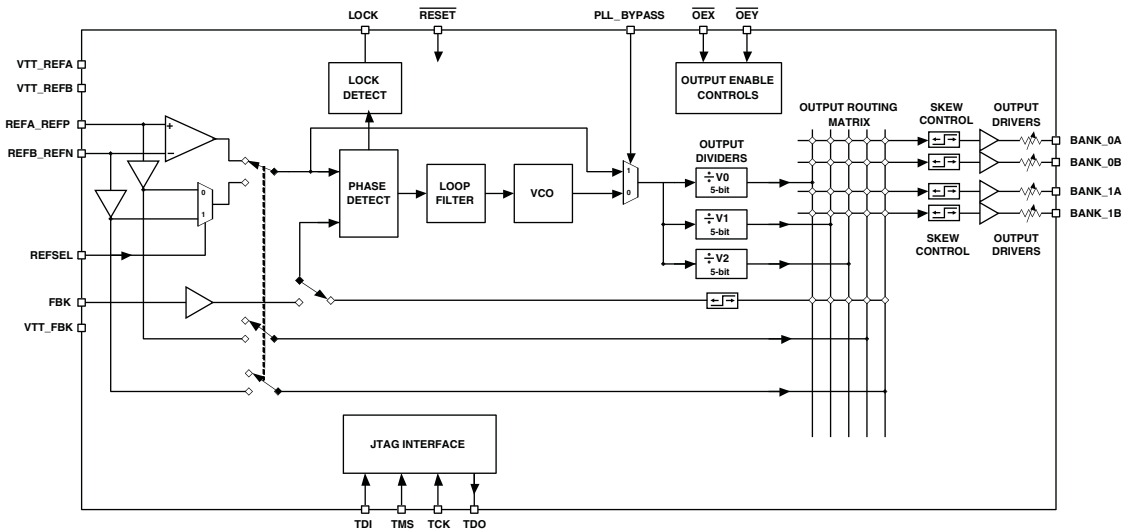 LOCK
RESET
PLL_BYPASS
OEX
OEY
VTT_REFA
VTT_REFB
REFA_REFP
REFB_REFN
REFSEL
FBK
VTT_FBK
+
−
0
1
LOCK
DETECT
PHASE
DETECT
LOOP
FILTER
VCO
1
0
OUTPUT ENABLE
CONTROLS
OUTPUT
DIVIDERS
÷V0
5-bit
÷V1
5-bit
÷V2
5-bit
OUTPUT ROUTING
MATRIX
SKEW
CONTROL
OUTPUT
DRIVERS
BANK_0A
BANK_0B
BANK_1A
BANK_1B
SKEW
CONTROL
OUTPUT
DRIVERS
JTAG INTERFACE
TDI
TMS
TCK
TDO